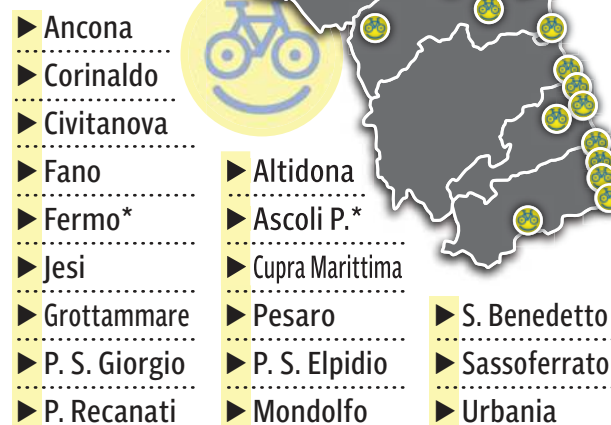 ▶ Ancona
▶ Corinaldo
▶ Civitanova
▶ Fano
▶ Fermo*
▶ Jesi
▶ Grottammare
▶ P. S. Giorgio
▶ P. Recanati
▶ Altidona
▶ Ascoli P.*
▶ Cupra Marittima
▶ Pesaro
▶ P. S. Elpidio
▶ Mondolfo
▶ S. Benedetto
▶ Sassoferrato
▶ Urbania